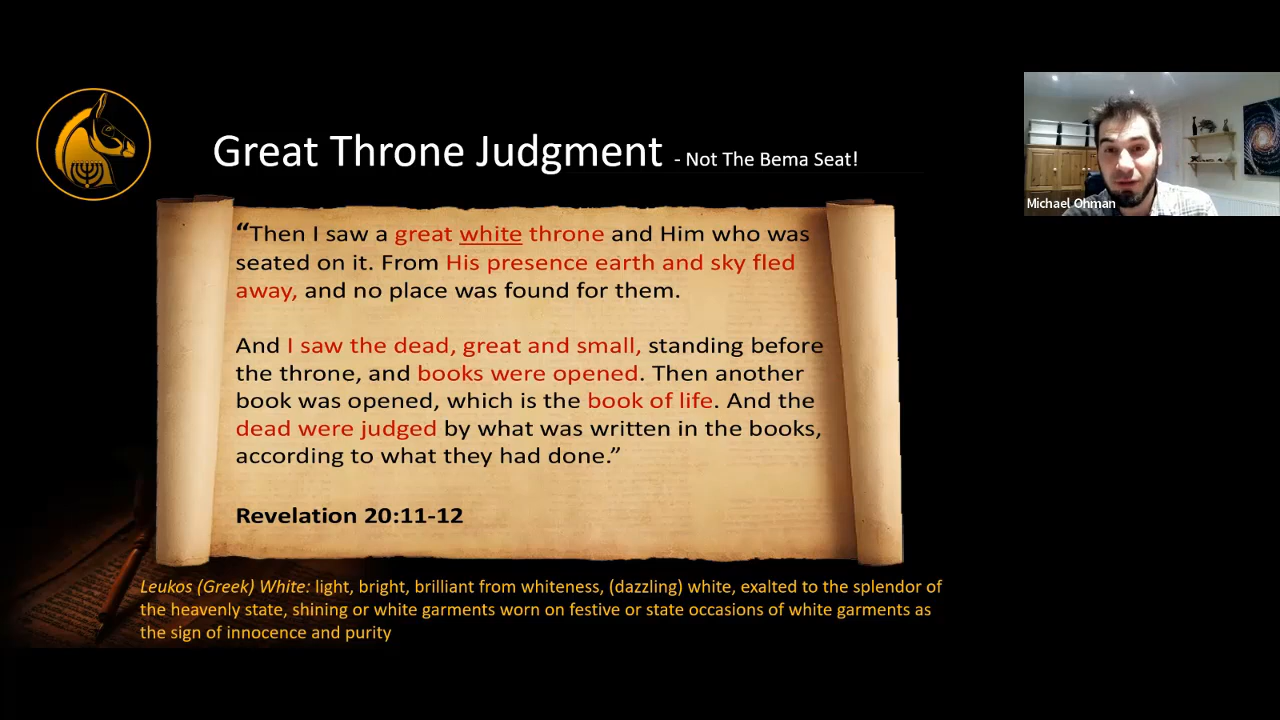 Great Throne Judgment - Not The Bema Seat!
“Then I saw a great white throne and Him who was
seated on it. From His presence earth and sky fled
away, and no place was found for them.
And I saw the dead, great and small, standing before
the throne, and books were opened. Then another
book was opened, which is the book of life. And the
dead were judged by what was written in the books,
according to what they had done.”
Revelation 20:11-12
Leukos (Greek) White: light, bright, brilliant from whiteness, (dazzling) white, exalted to the splendor of
the heavenly state, shining or white garments worn on festive or state occasions of white garments as
the sign of innocence and purity
Michael Ohman